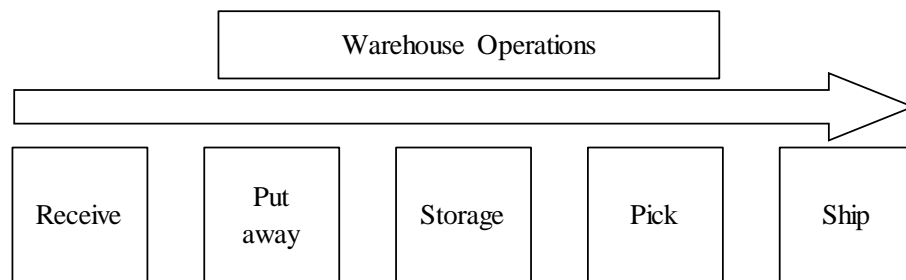 Warehouse Operations
Receive
Put
away
Storage
Pick
Ship